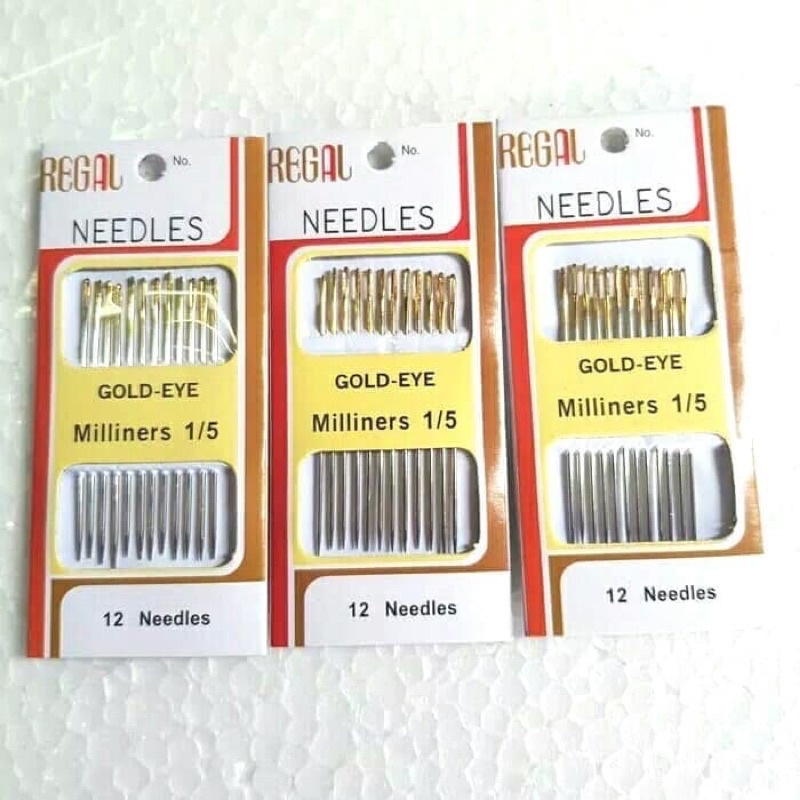 REGAL No.
NEEDLES
GOLD-EYE
Milliners 1/5
12 Needles
REGAL No.
NEEDLES
GOLD-EYE
Milliners 1/5
12 Needles
REGAL No.
NEEDLES
GOLD-EYE
Milliners 1/5
12 Needles